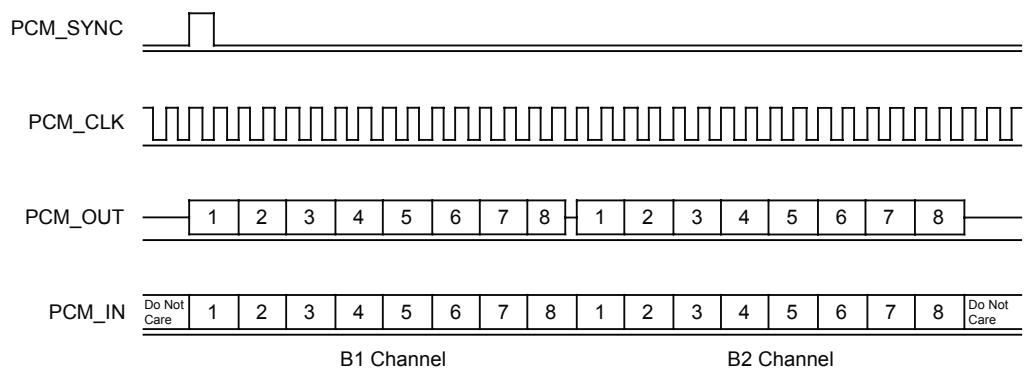 PCM_SYNC
PCM_CLK
PCM_OUT 1 2 3 4 5 6 7 8 1 2 3 4 5 6 7 8
PCM_IN Do Not Care 1 2 3 4 5 6 7 8 1 2 3 4 5 6 7 8 Do Not Care
B1 Channel B2 Channel